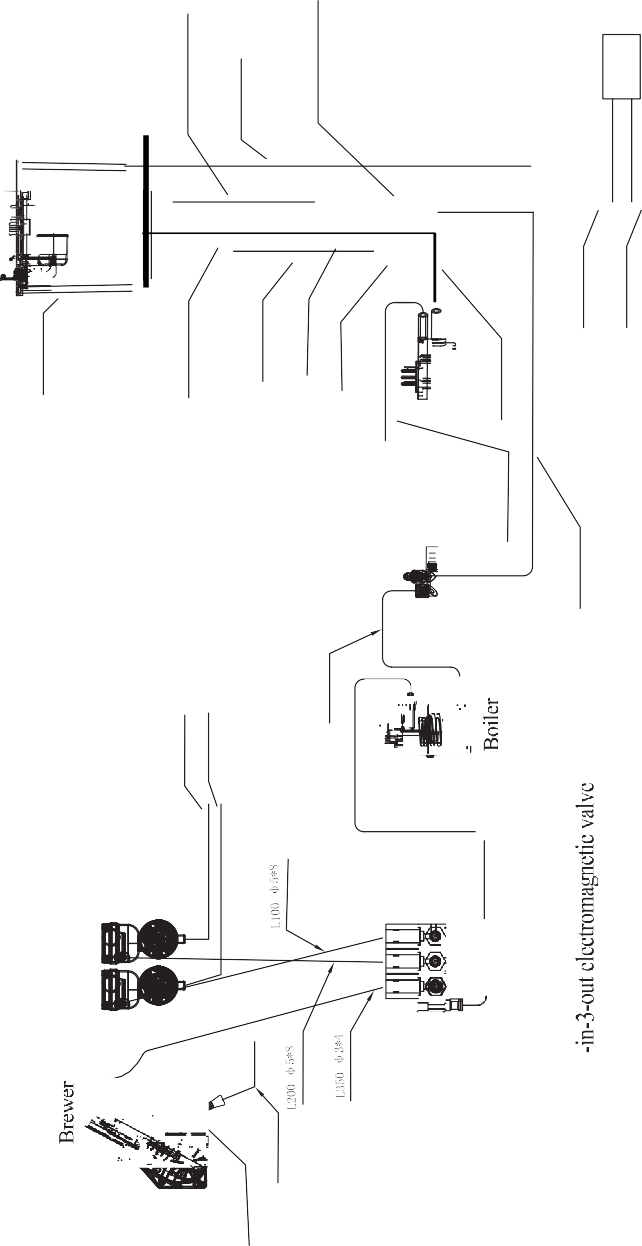 Brewer
L350 φ3*4
L200 φ5*8
L100 φ5*8
-in-3-out electromagnetic valve
Boiler